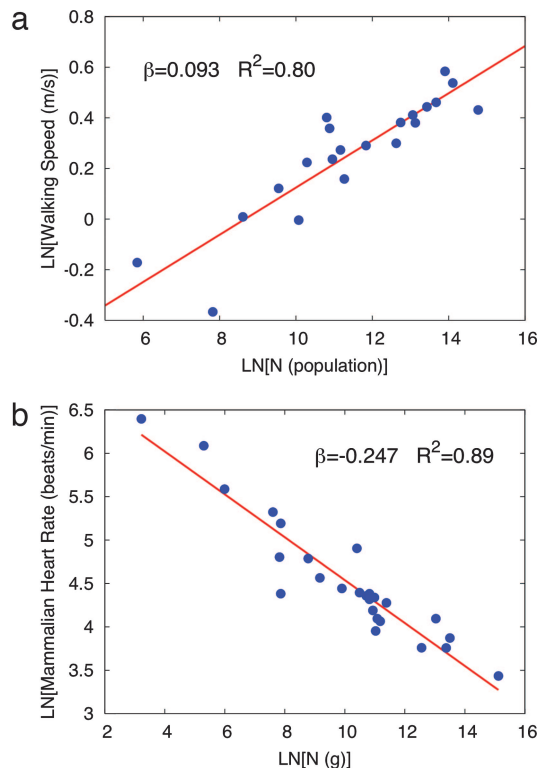 a
0.8
β=0.093 R²=0.80
0.6
0.4
0.2
0
-0.2
-0.4
LN[Walking Speed (m/s)]
6 8 10 12 14 16
LN[N (population)]
b
6.5
β=-0.247 R²=0.89
6
5.5
5
4.5
4
3.5
3
LN[Mammalian Heart Rate (beats/min)]
2 4 6 8 10 12 14 16
LN[N (g)]